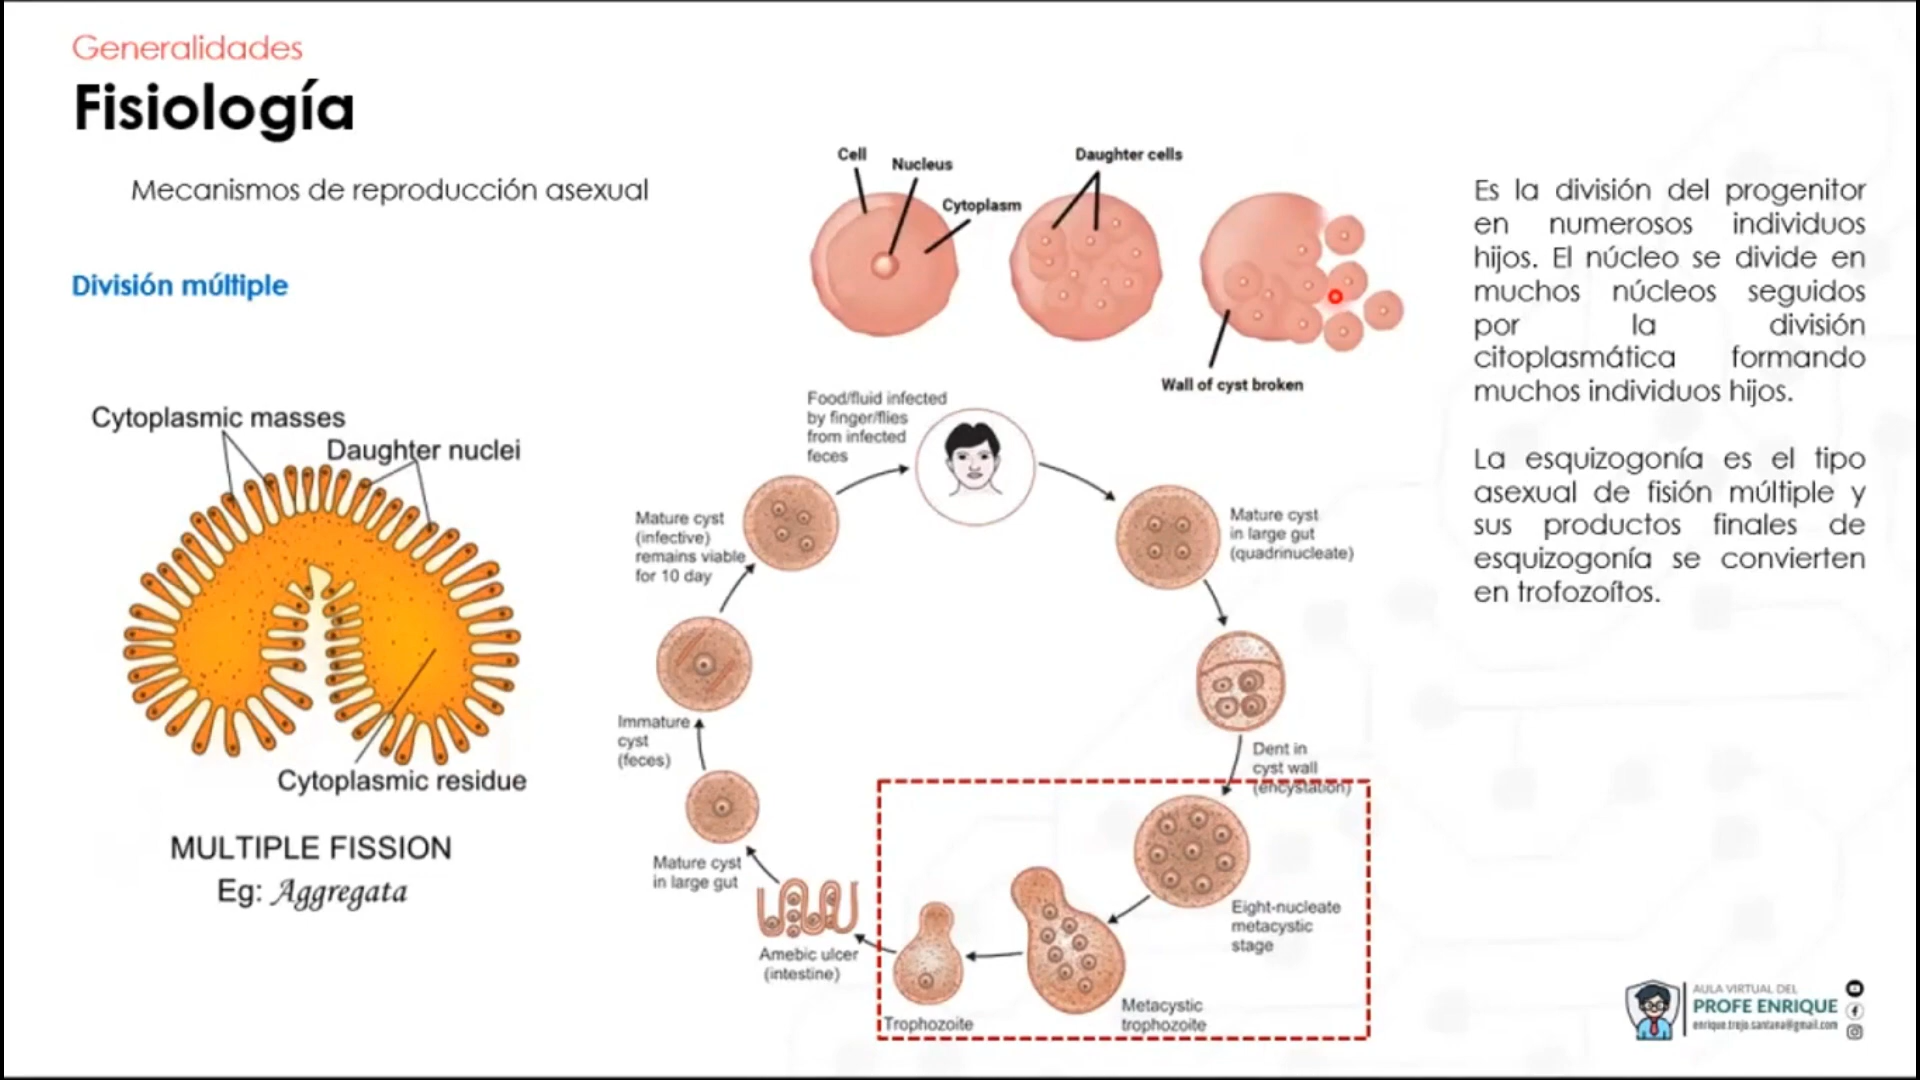 Generalidades
Fisiología
Mecanismos de reproducción asexual
División múltiple
Cell
Nucleus
Cytoplasm
Daughter cells
Wall of cyst broken
Es la división del progenitor
en numerosos individuos
hijos. El núcleo se divide en
muchos núcleos seguidos
por la división
citoplasmática formando
muchos individuos hijos.
La esquizogonía es el tipo
asexual de fisión múltiple y
sus productos finales de
esquizogonía se convierten
en trofozoítos.
Cytoplasmic masses
Daughter nuclei
Cytoplasmic residue
MULTIPLE FISSION
Eg: Aggregata
Food/fluid infected
by finger/flies
from infected
feces
Mature cyst
in large gut
(quadrinucleate)
Dent in
cyst wall
(encystation)
Eight-nucleate
metacystic
stage
Metacystic
trophozoite
Trophozoite
Amebic ulcer
(intestine)
Mature cyst
in large gut
Immature
cyst
(feces)
Mature cyst
(infective)
remains viable
for 10 day
AULA VIRTUAL DEL
PROFE ENRIQUE
enrique.trejo.santana@gmail.com